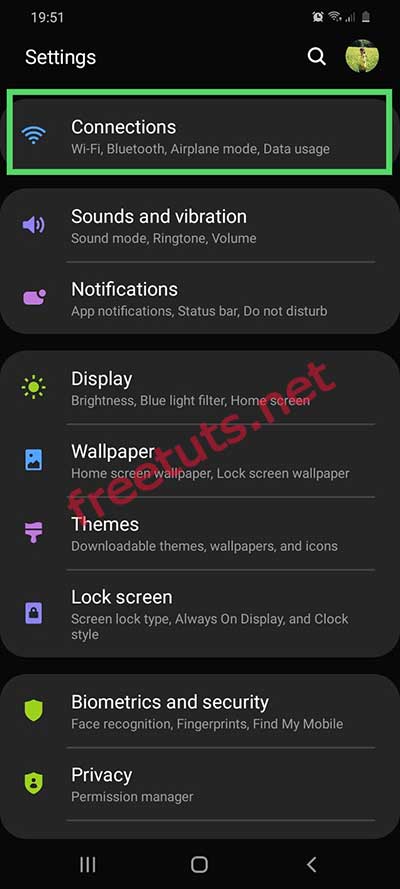 19:51
Settings
Connections
Wi-Fi, Bluetooth, Airplane mode, Data usage
Sounds and vibration
Sound mode, Ringtone, Volume
Notifications
App notifications, Status bar, Do not disturb
Display
Brightness, Blue light filter, Home screen
Wallpaper
Home screen wallpaper, Lock screen wallpaper
freetuts.net
Themes
Downloadable themes, wallpapers, and icons
Lock screen
Screen lock type, Always On Display, and Clock
style
Biometrics and security
Face recognition, Fingerprints, Find My Mobile
Privacy
Permission manager